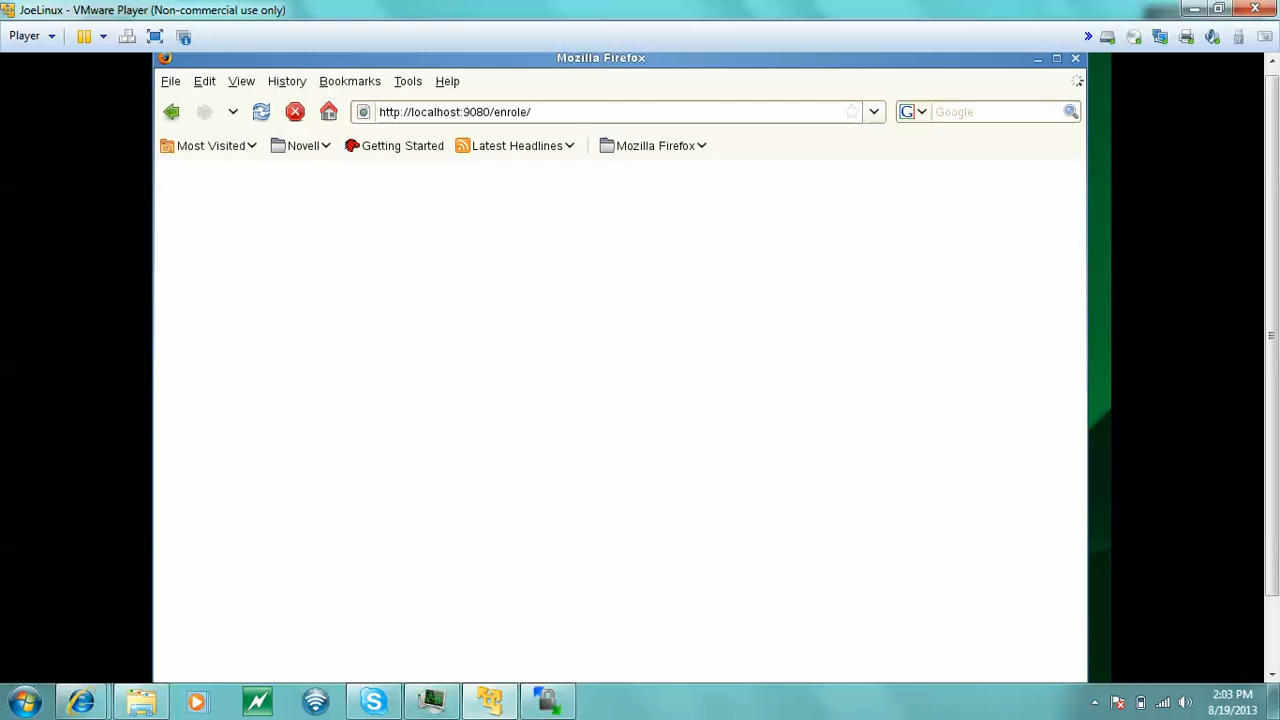 JoeLinux - VMware Player (Non-commercial use only)
Player
Mozilla Firefox
File Edit View History Bookmarks Tools Help
http://localhost:9080/enrole/
Google
Most Visited Novell Getting Started Latest Headlines Mozilla Firefox
2:03 PM
8/19/2013